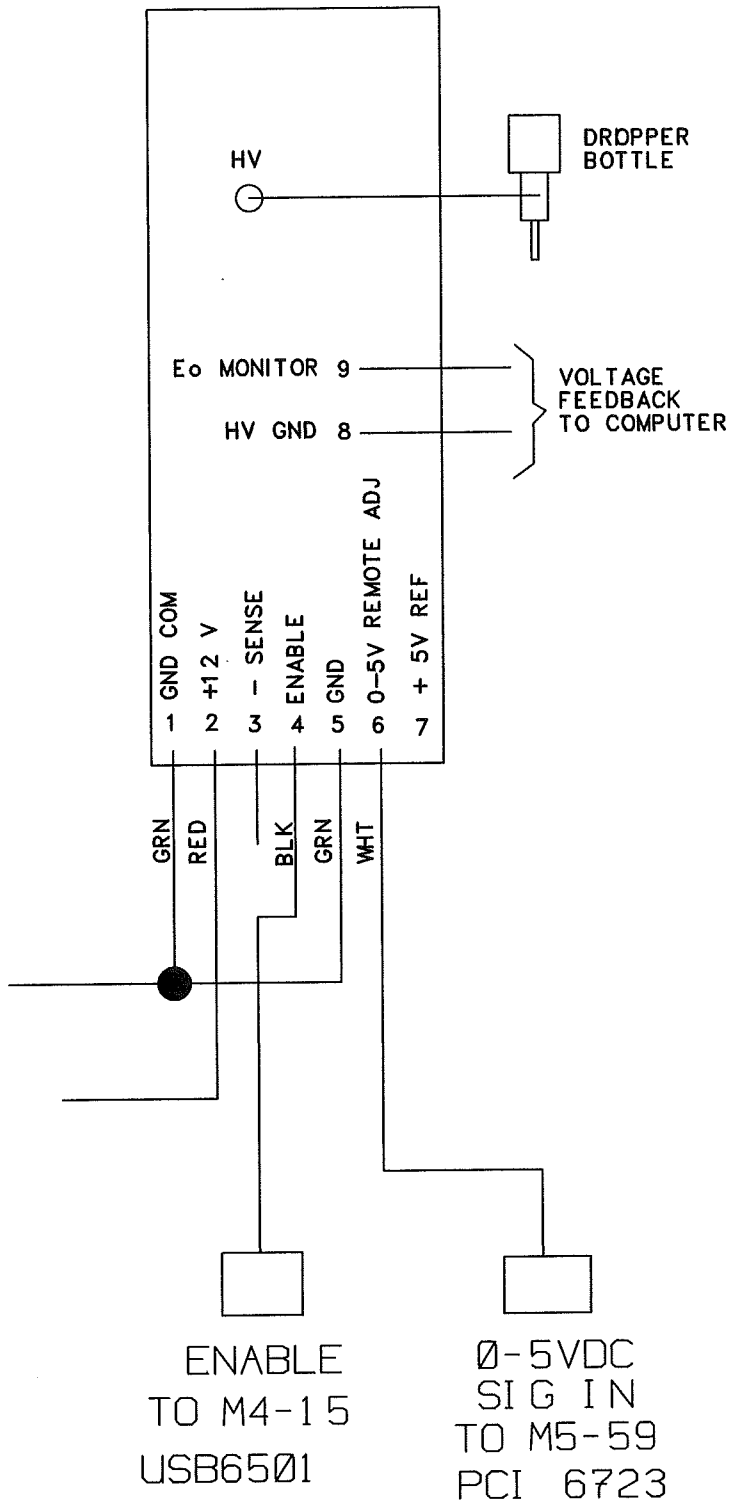 HV
DROPPER
BOTTLE
Eo MONITOR 9
HV GND 8
VOLTAGE
FEEDBACK
TO COMPUTER
1 GND COM
2 +12 V
3 - SENSE
4 ENABLE
5 GND
6 0-5V REMOTE ADJ
7 + 5V REF
GRN
RED
BLK
GRN
WHT
ENABLE
TO M4-15
USB6501
0-5VDC
SIG IN
TO M5-59
PCI 6723